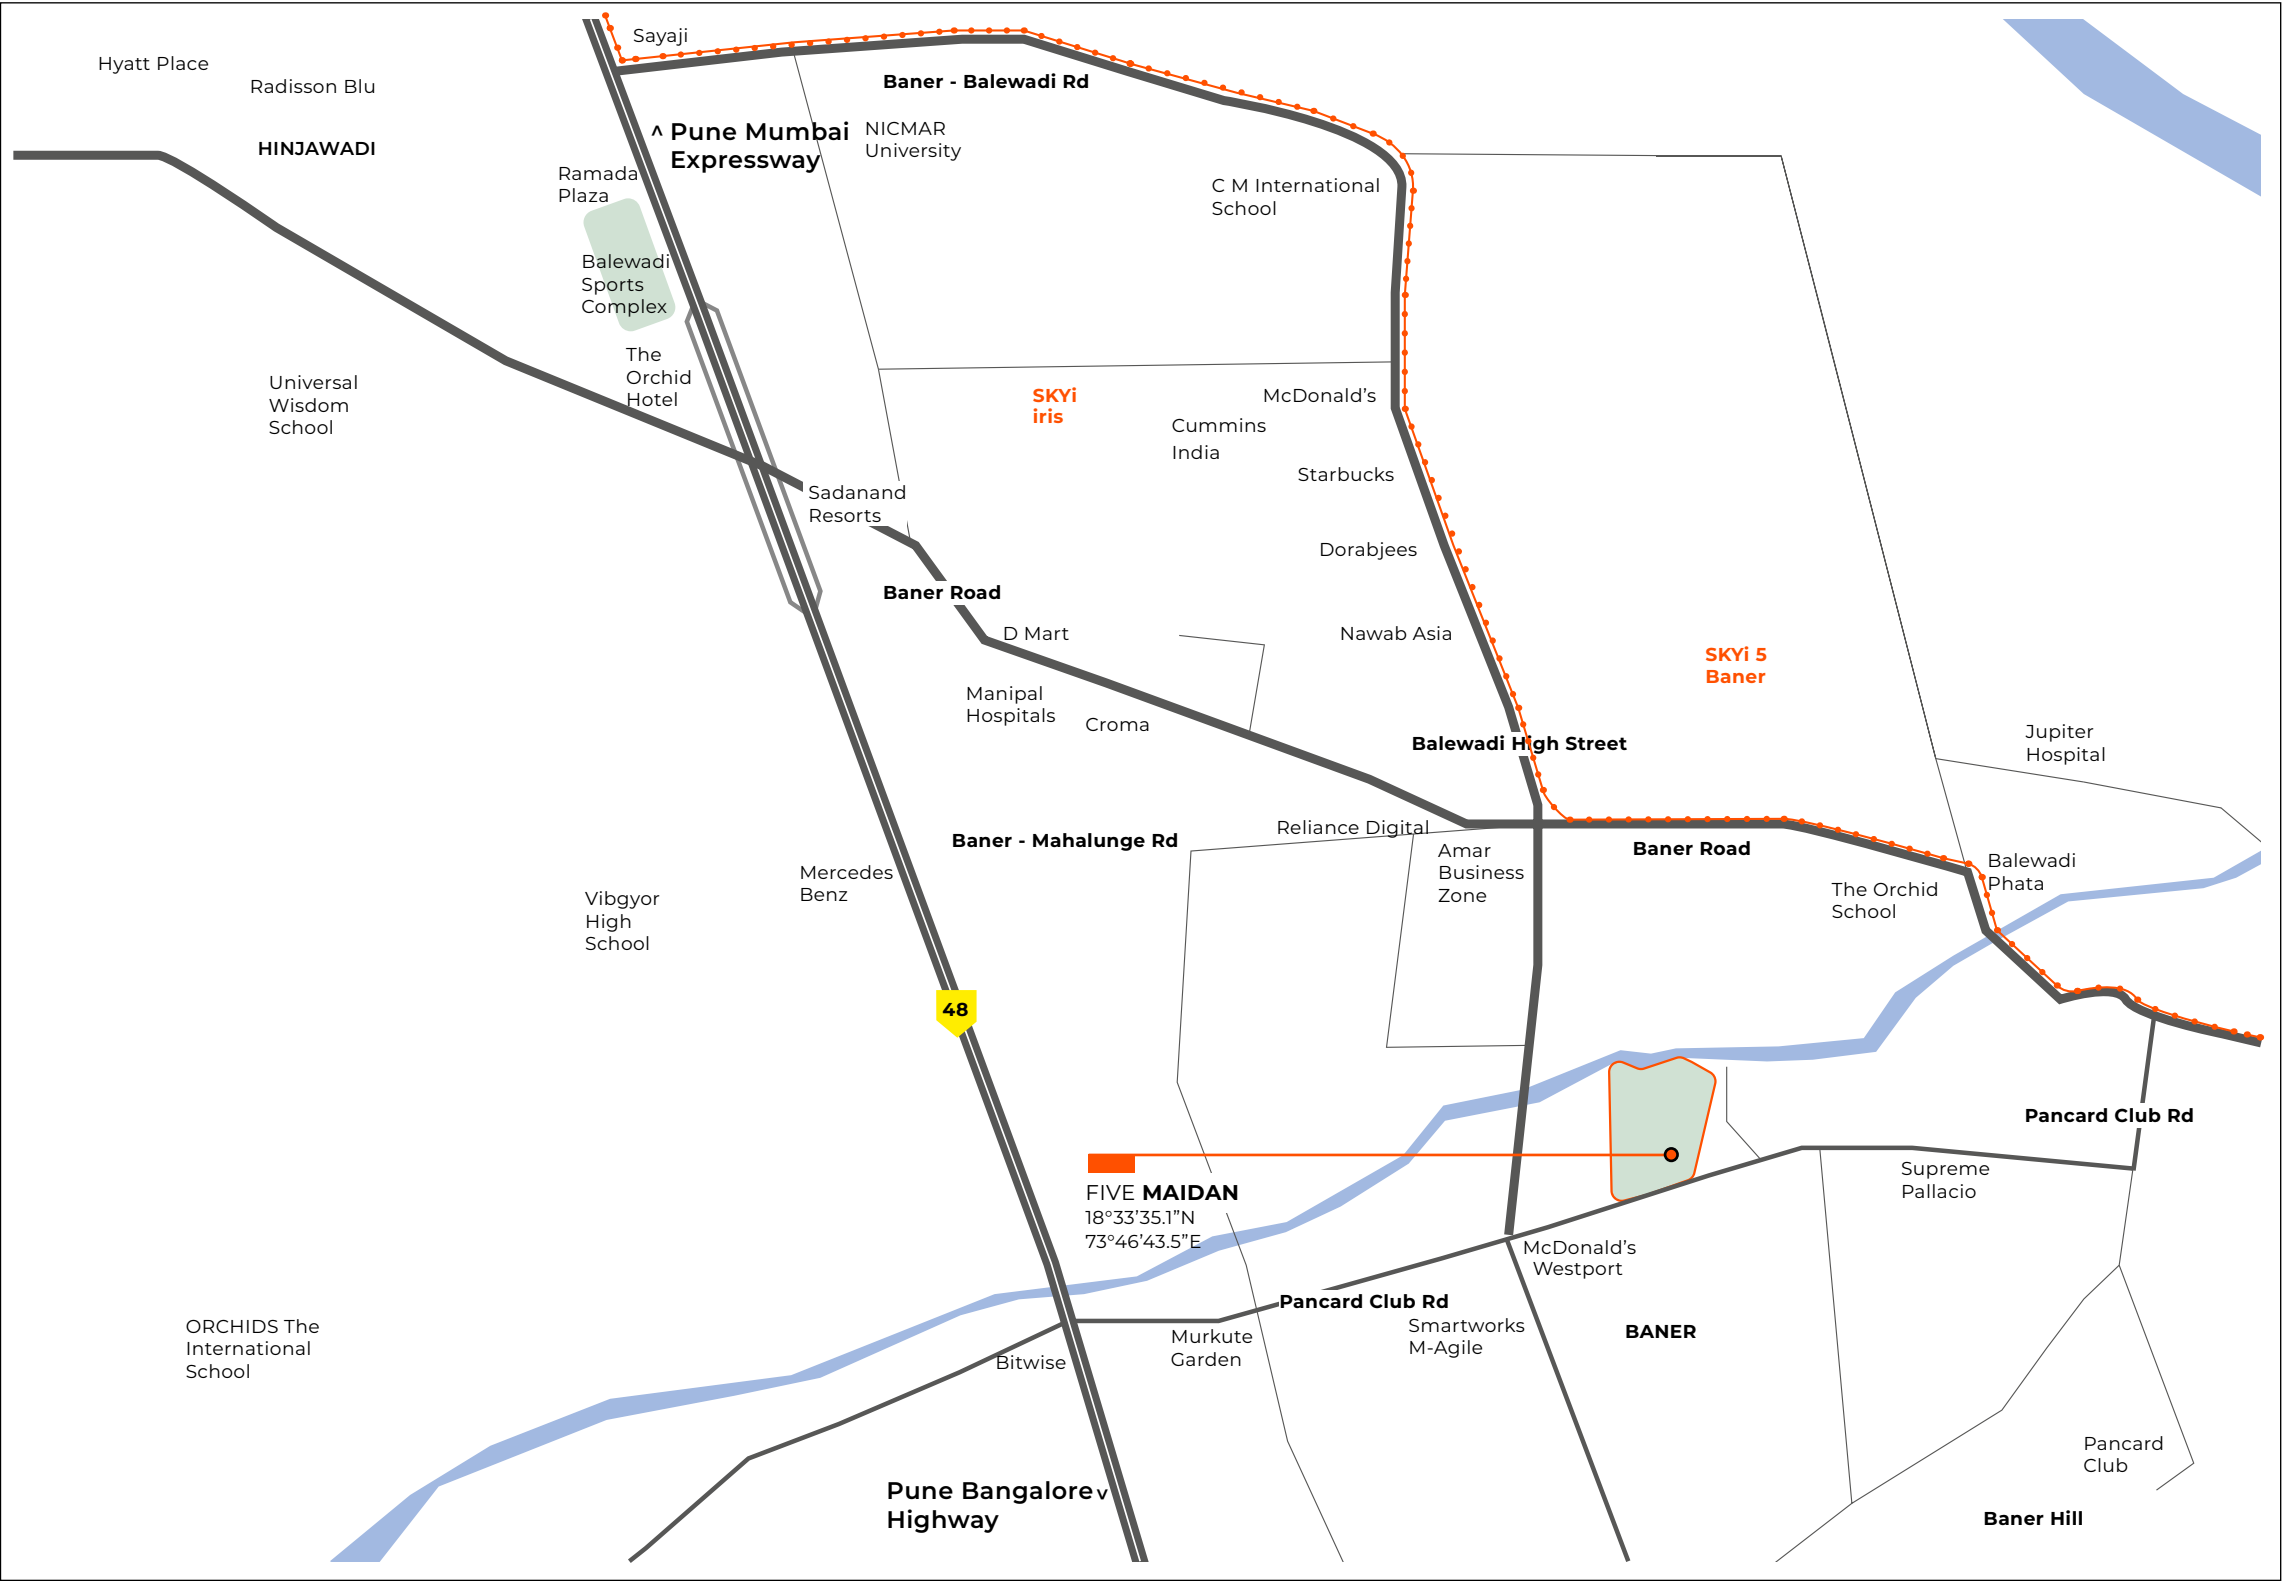 Sayaji
Hyatt Place
Radisson Blu
Baner - Balewadi Rd
HINJAWADI
^ Pune Mumbai
Expressway
NICMAR
University
Ramada
Plaza
C M International
School
Balewadi
Sports
Complex
The
Orchid
Hotel
Universal
Wisdom
School
SKYi
iris
McDonald’s
Cummins
India
Starbucks
Sadanand
Resorts
Dorabjees
Baner Road
D Mart
Nawab Asia
SKYi 5
Baner
Manipal
Hospitals
Croma
Balewadi High Street
Jupiter
Hospital
Reliance Digital
Baner - Mahalunge Rd
Amar
Business
Zone
Baner Road
Balewadi
Phata
The Orchid
School
Mercedes
Benz
Vibgyor
High
School
48
Pancard Club Rd
FIVE MAIDAN
18°33’35.1”N
73°46’43.5”E
Supreme
Pallacio
McDonald’s
Westport
Pancard Club Rd
Smartworks
M-Agile
BANER
Murkute
Garden
Bitwise
ORCHIDS The
International
School
Pancard
Club
Pune Bangalore v
Highway
Baner Hill